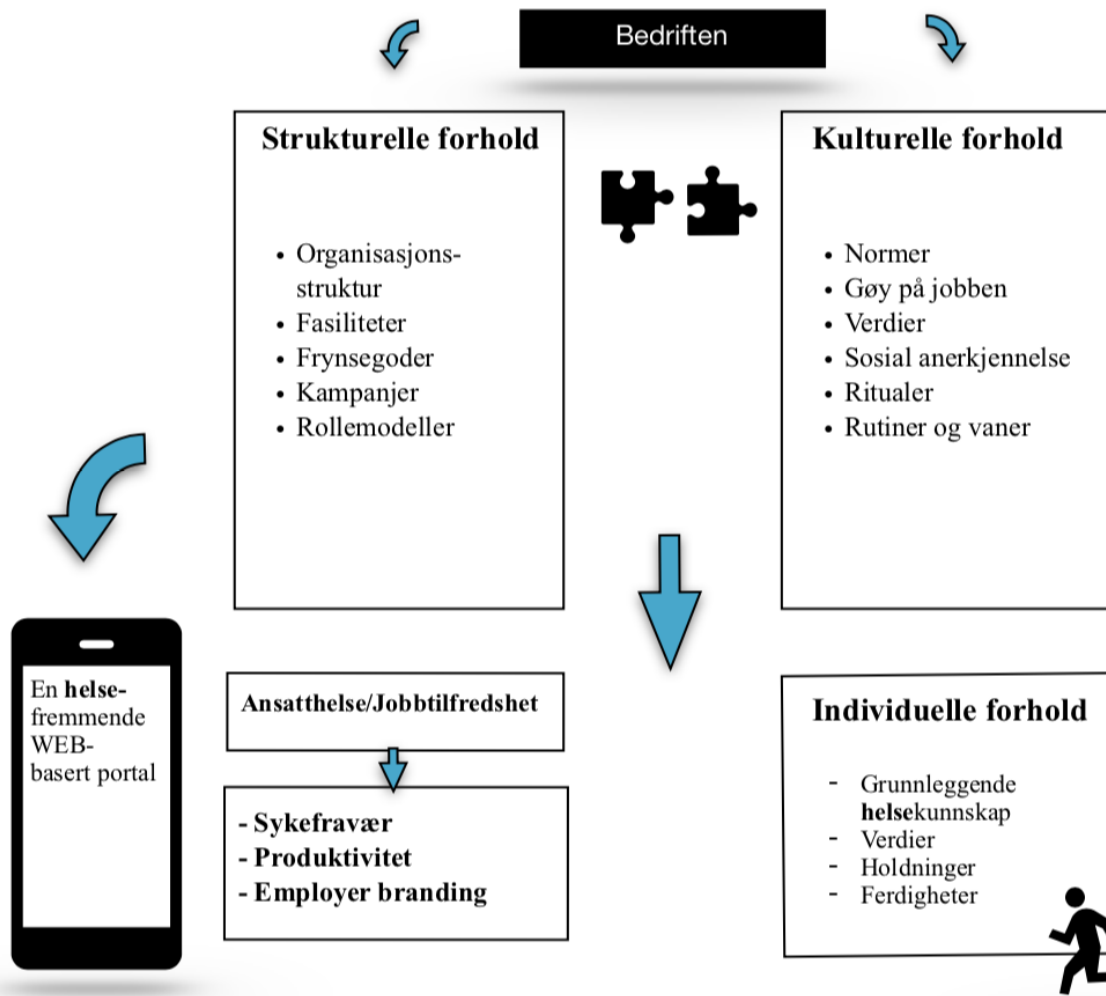 Bedriften
Strukturelle forhold
• Organisasjons-
struktur
• Fasiliteter
• Frynsegoder
• Kampanjer
• Rollemodeller
Kulturelle forhold
• Normer
• Gøy på jobben
• Verdier
• Sosial anerkjennelse
• Ritualer
• Rutiner og vaner
En helse-
fremmende
WEB-
basert portal
Ansatthelse/Jobbtilfredshet
- Sykefravær
- Produktivitet
- Employer branding
Individuelle forhold
- Grunnleggende
helsekunnskap
- Verdier
- Holdninger
- Ferdigheter